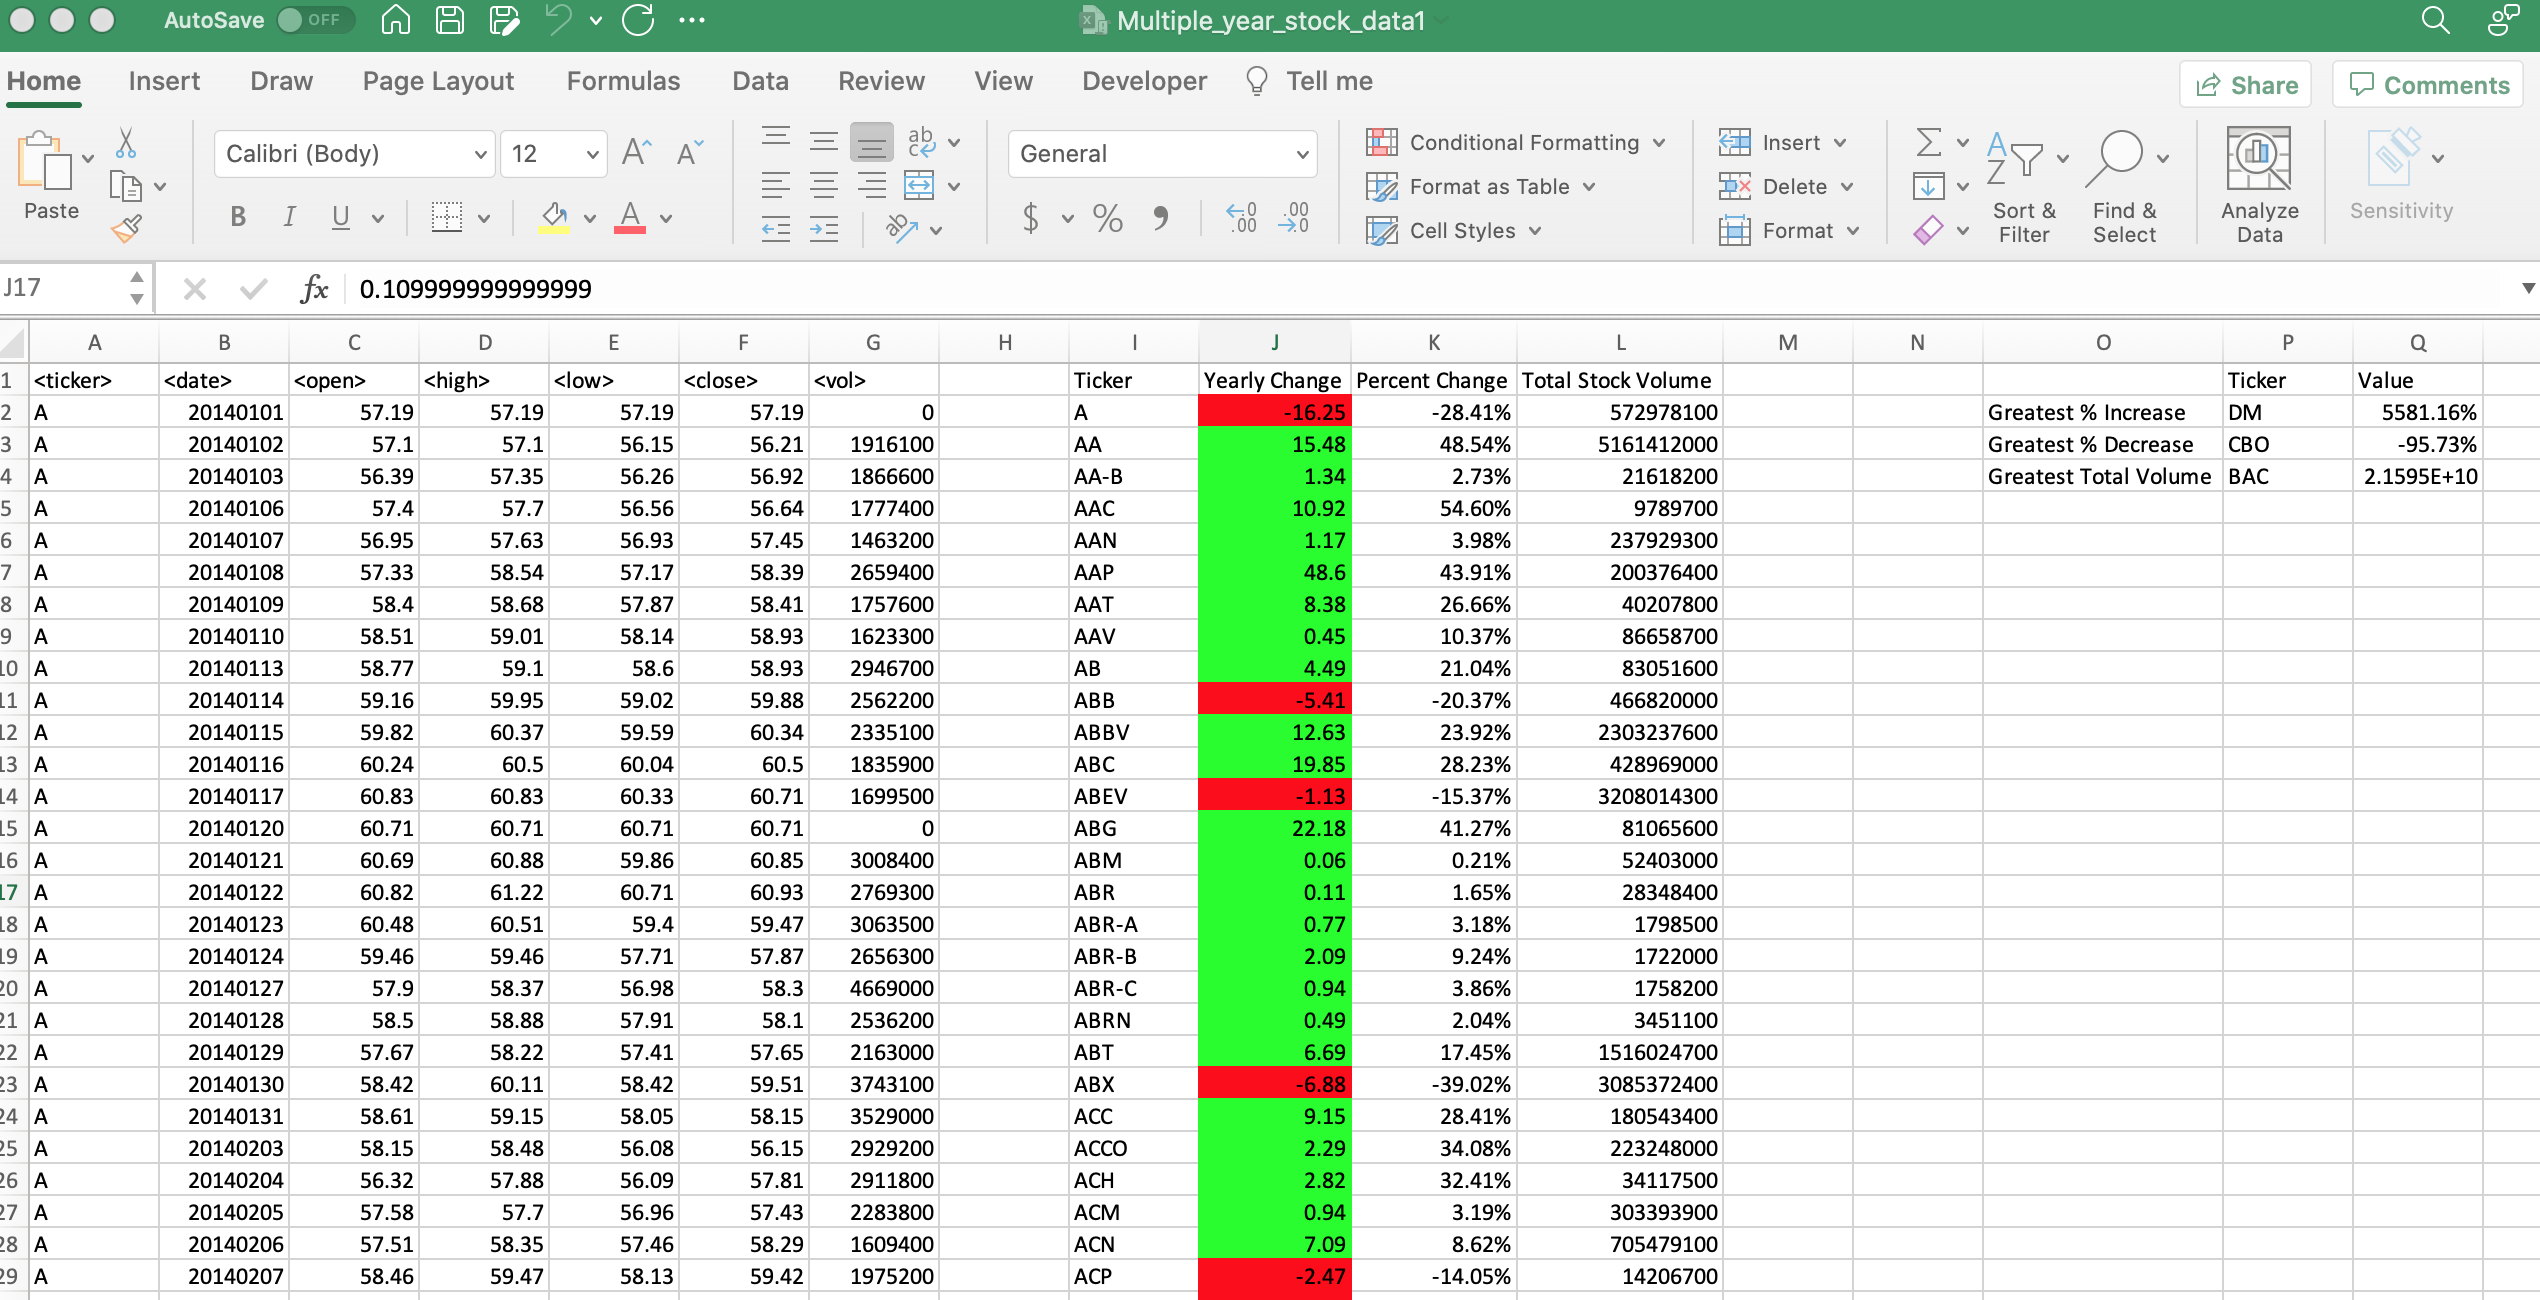 AutoSave OFF Multiple_year_stock_data1
Home Insert Draw Page Layout Formulas Data Review View Developer Tell me Share Comments
Paste Calibri (Body) 12 General Conditional Formatting Format as Table Cell Styles Insert Delete Format Sort & Filter Find & Select Analyze Data Sensitivity
J17 fx 0.109999999999999
A B C D E F G H I J K L M N O P Q
1 <ticker> <date> <open> <high> <low> <close> <vol> Ticker Yearly Change Percent Change Total Stock Volume Ticker Value
2 A 20140101 57.19 57.19 57.19 57.19 0 A -16.25 -28.41% 572978100 Greatest % Increase DM 5581.16%
3 A 20140102 57.1 57.1 56.15 56.21 1916100 AA 15.48 48.54% 5161412000 Greatest % Decrease CBO -95.73%
4 A 20140103 56.39 57.35 56.26 56.92 1866600 AA-B 1.34 2.73% 21618200 Greatest Total Volume BAC 2.1595E+10
5 A 20140106 57.4 57.7 56.56 56.64 1777400 AAC 10.92 54.60% 9789700
6 A 20140107 56.95 57.63 56.93 57.45 1463200 AAN 1.17 3.98% 237929300
7 A 20140108 57.33 58.54 57.17 58.39 2659400 AAP 48.6 43.91% 200376400
8 A 20140109 58.4 58.68 57.87 58.41 1757600 AAT 8.38 26.66% 40207800
9 A 20140110 58.51 59.01 58.14 58.93 1623300 AAV 0.45 10.37% 86658700
10 A 20140113 58.77 59.1 58.6 58.93 2946700 AB 4.49 21.04% 83051600
11 A 20140114 59.16 59.95 59.02 59.88 2562200 ABB -5.41 -20.37% 466820000
12 A 20140115 59.82 60.37 59.59 60.34 2335100 ABBV 12.63 23.92% 2303237600
13 A 20140116 60.24 60.5 60.04 60.5 1835900 ABC 19.85 28.23% 428969000
14 A 20140117 60.83 60.83 60.33 60.71 1699500 ABEV -1.13 -15.37% 3208014300
15 A 20140120 60.71 60.71 60.71 60.71 0 ABG 22.18 41.27% 81065600
16 A 20140121 60.69 60.88 59.86 60.85 3008400 ABM 0.06 0.21% 52403000
17 A 20140122 60.82 61.22 60.71 60.93 2769300 ABR 0.11 1.65% 28348400
18 A 20140123 60.48 60.51 59.4 59.47 3063500 ABR-A 0.77 3.18% 1798500
19 A 20140124 59.46 59.46 57.71 57.87 2656300 ABR-B 2.09 9.24% 1722000
20 A 20140127 57.9 58.37 56.98 58.3 4669000 ABR-C 0.94 3.86% 1758200
21 A 20140128 58.5 58.88 57.91 58.1 2536200 ABRN 0.49 2.04% 3451100
22 A 20140129 57.67 58.22 57.41 57.65 2163000 ABT 6.69 17.45% 1516024700
23 A 20140130 58.42 60.11 58.42 59.51 3743100 ABX -6.88 -39.02% 3085372400
24 A 20140131 58.61 59.15 58.05 58.15 3529000 ACC 9.15 28.41% 180543400
25 A 20140203 58.15 58.48 56.08 56.15 2929200 ACCO 2.29 34.08% 223248000
26 A 20140204 56.32 57.88 56.09 57.81 2911800 ACH 2.82 32.41% 34117500
27 A 20140205 57.58 57.7 56.96 57.43 2283800 ACM 0.94 3.19% 303393900
28 A 20140206 57.51 58.35 57.46 58.29 1609400 ACN 7.09 8.62% 705479100
29 A 20140207 58.46 59.47 58.13 59.42 1975200 ACP -2.47 -14.05% 14206700